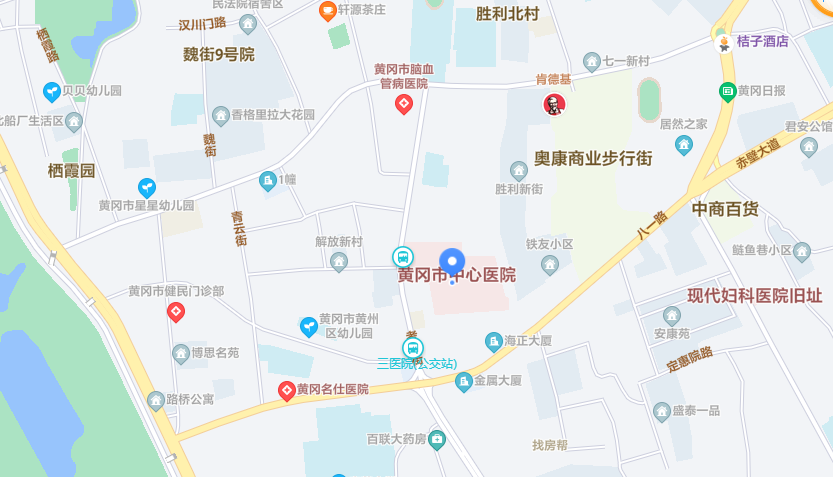 民法院宿舍区
轩源茶庄
胜利北村
汉川门路
栖霞路
魏街9号院
桔子酒店
七一新村
黄冈市脑血
管病医院
肯德基
贝贝幼儿园
黄冈日报
北船厂生活区
香格里拉大花园
居然之家
君安公馆
魏街
赤壁大道
奥康商业步行街
栖霞园
1幢
胜利新街
黄冈市星星幼儿园
中商百货
青云街
八一路
解放新村
铁友小区
鲢鱼巷小区
黄冈市中心医院
黄冈市健民门诊部
现代妇科医院旧址
黄冈市黄州
区幼儿园
安康苑
海正大厦
博思名苑
定惠院路
三医院(公交站)
金属大厦
黄冈名仕医院
路桥公寓
盛泰一品
百联大药房
找房帮